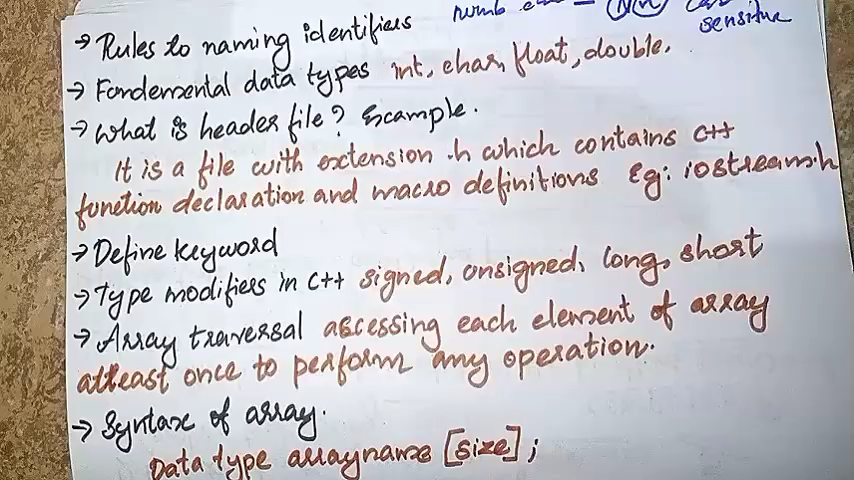 → Rules to naming identifiers
sensitive
→ Fondemental data types int, char, float, double.
→ What is header file? Example.
It is a file with extension .h which contains C++
function declaration and macro definitions Eg: iostream.h
→ Define keyword
→ Type modifiers in C++ signed, unsigned, long, short
→ Array traversal accessing each element of array
atleast once to perform any operation.
→ Syntax of array.
Data type arrayname [size];